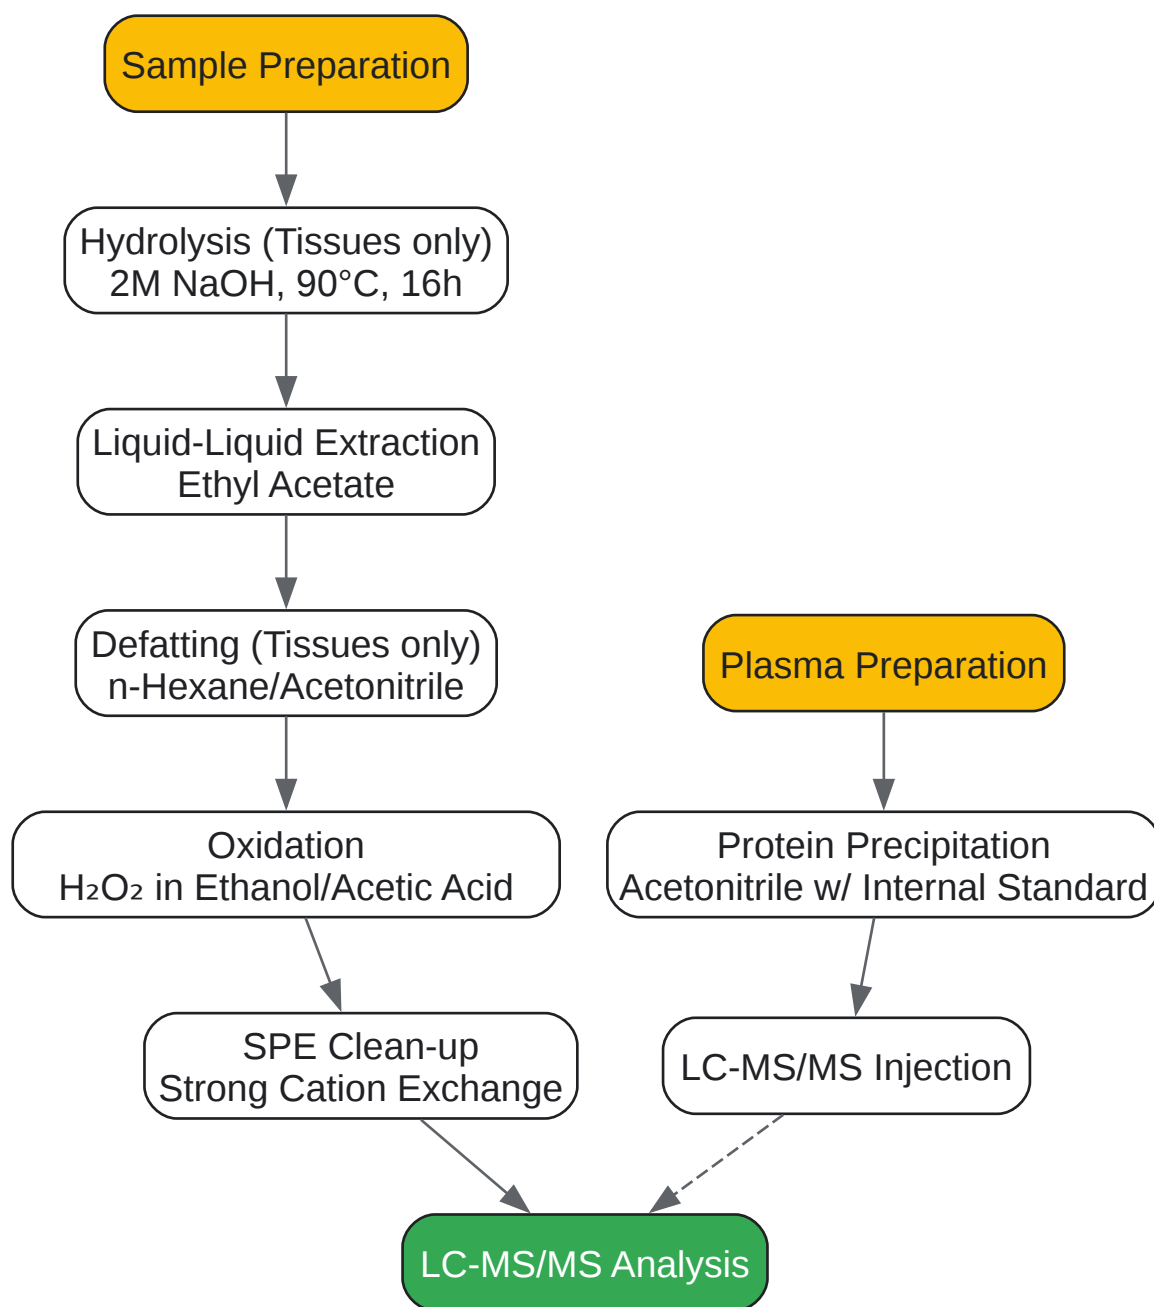 Sample Preparation
Hydrolysis (Tissues only)
2M NaOH, 90°C, 16h
Liquid-Liquid Extraction
Ethyl Acetate
Defatting (Tissues only)
n-Hexane/Acetonitrile
Oxidation
H₂O₂ in Ethanol/Acetic Acid
SPE Clean-up
Strong Cation Exchange
Plasma Preparation
Protein Precipitation
Acetonitrile w/ Internal Standard
LC-MS/MS Injection
LC-MS/MS Analysis